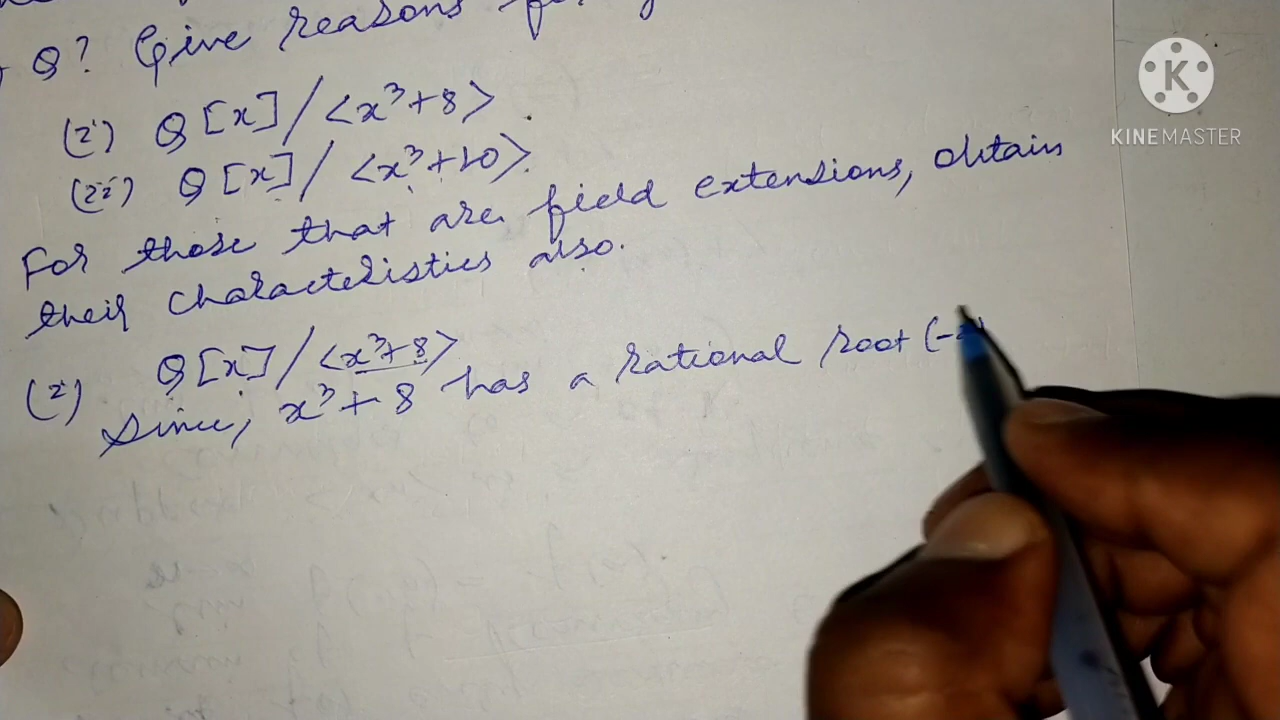 Q? Give reasons
(i) Q[x]/<x³+8>.
(ii) Q[x]/<x³+10>.
For those that are field extensions, obtain
their characteristics also.
(i) Q[x]/<x³+8>
Since, x³+8 has a rational root (-2)
KINEMASTER